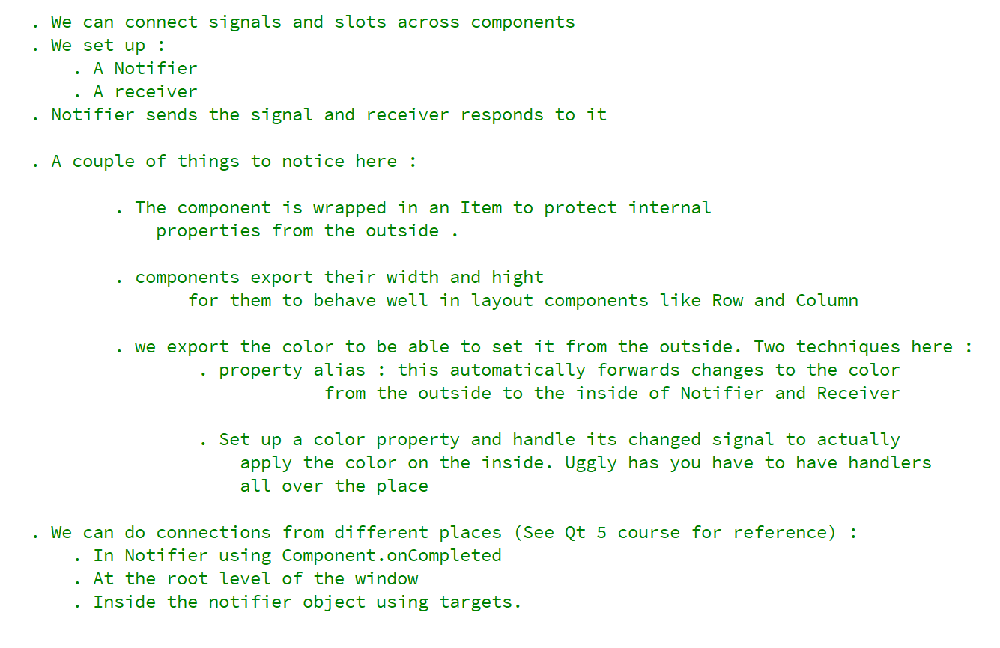 . We can connect signals and slots across components
. We set up :
. A Notifier
. A receiver
. Notifier sends the signal and receiver responds to it
. A couple of things to notice here :
. The component is wrapped in an Item to protect internal
properties from the outside .
. components export their width and hight
for them to behave well in layout components like Row and Column
. we export the color to be able to set it from the outside. Two techniques here :
. property alias : this automatically forwards changes to the color
from the outside to the inside of Notifier and Receiver
. Set up a color property and handle its changed signal to actually
apply the color on the inside. Uggly has you have to have handlers
all over the place
. We can do connections from different places (See Qt 5 course for reference) :
. In Notifier using Component.onCompleted
. At the root level of the window
. Inside the notifier object using targets.